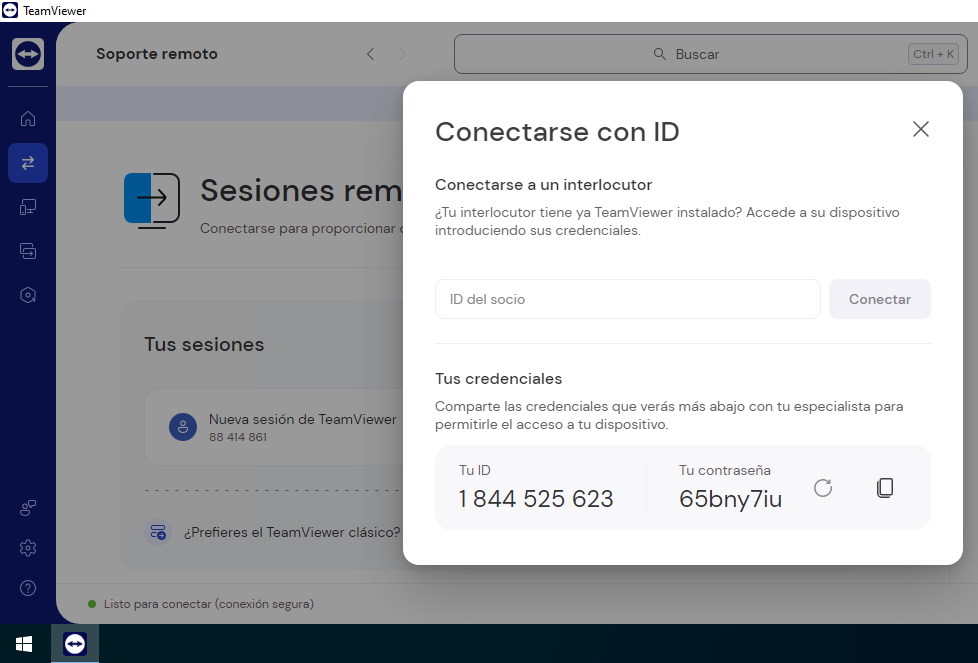 TeamViewer
Soporte remoto
Buscar
Ctrl + K
Sesiones rem
Conectarse para proporcionar
Tus sesiones
Nueva sesión de TeamViewer
88 414 861
¿Prefieres el TeamViewer clásico?
Listo para conectar (conexión segura)
Conectarse con ID
Conectarse a un interlocutor
¿Tu interlocutor tiene ya TeamViewer instalado? Accede a su dispositivo
introduciendo sus credenciales.
ID del socio
Conectar
Tus credenciales
Comparte las credenciales que verás más abajo con tu especialista para
permitirle el acceso a tu dispositivo.
Tu ID
1 844 525 623
Tu contraseña
65bny7iu